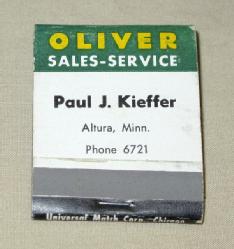 OLIVER
SALES-SERVICE
Paul J. Kieffer
Altura, Minn.
Phone 6721
Universal Match Corp., Chicago